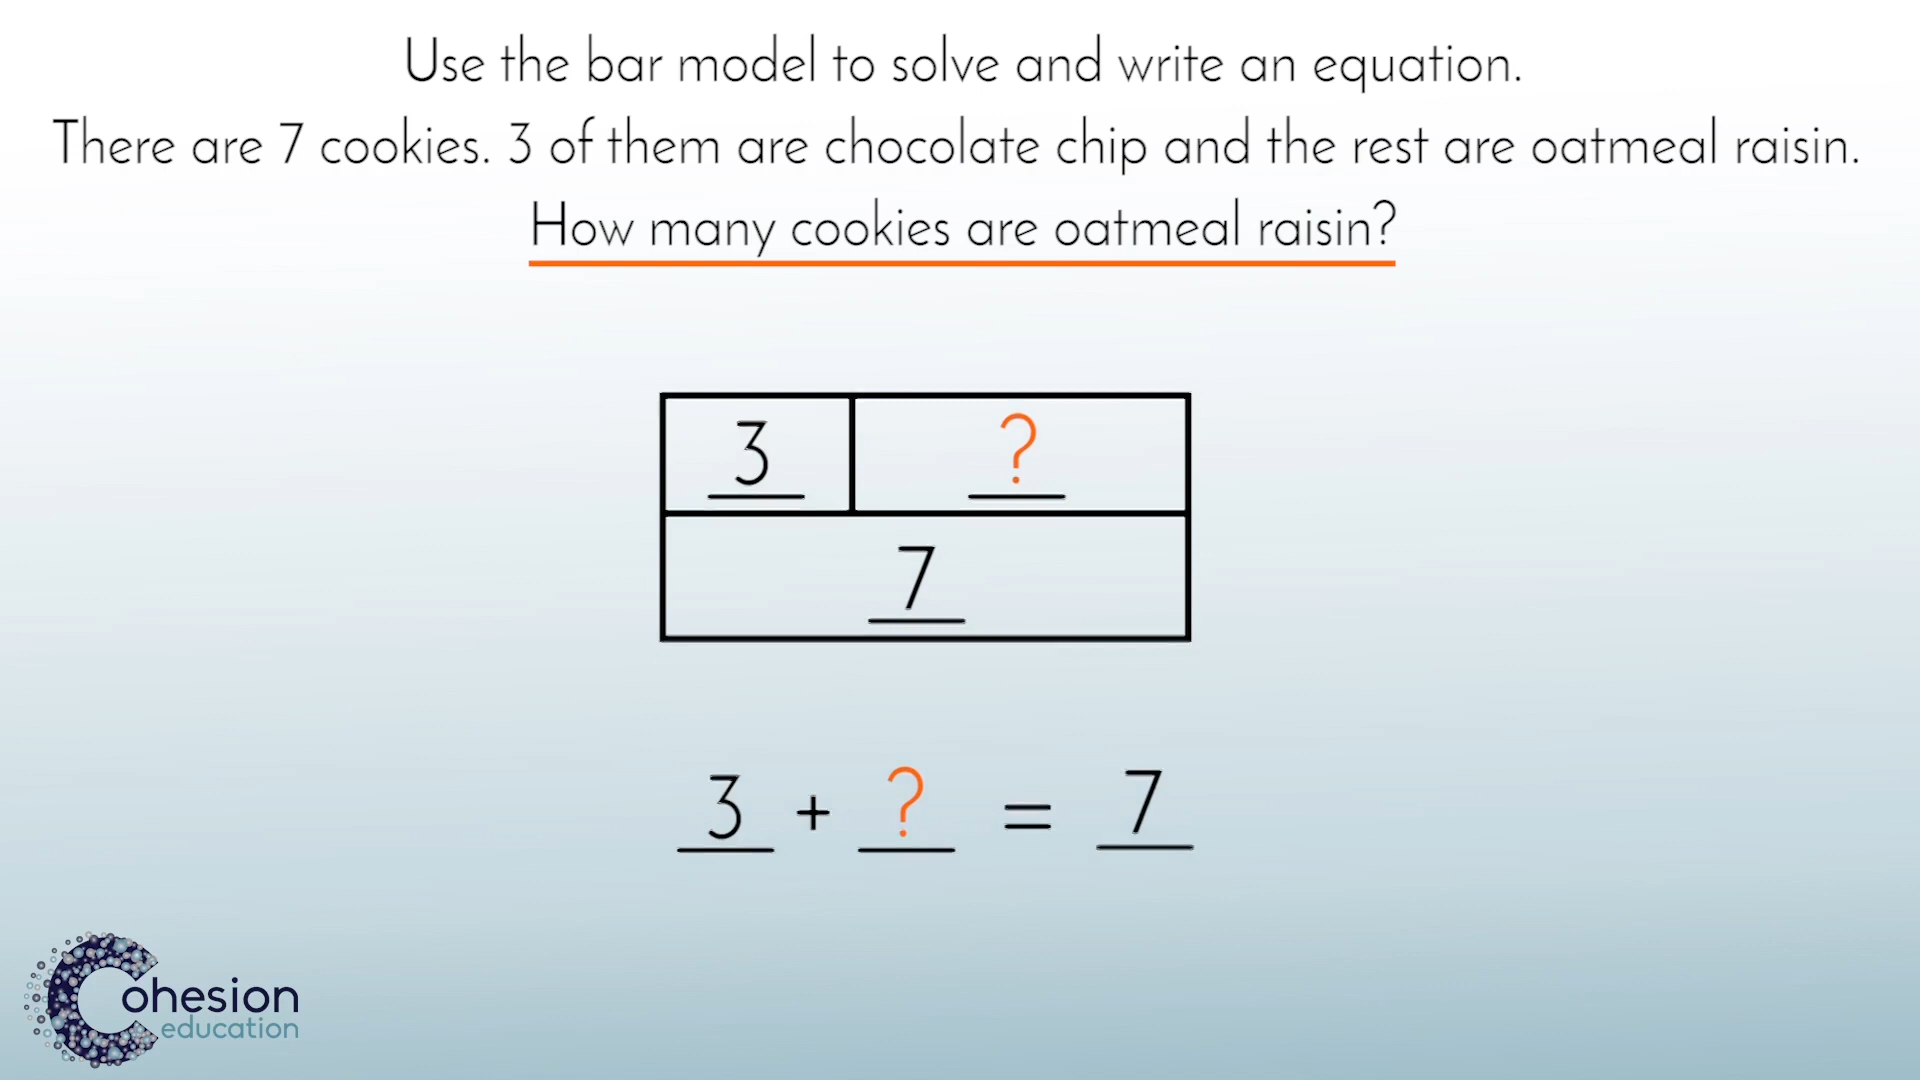 Use the bar model to solve and write an equation.
There are 7 cookies. 3 of them are chocolate chip and the rest are oatmeal raisin.
How many cookies are oatmeal raisin?
3 ?
7
3 + ? = 7
Cohesion
education